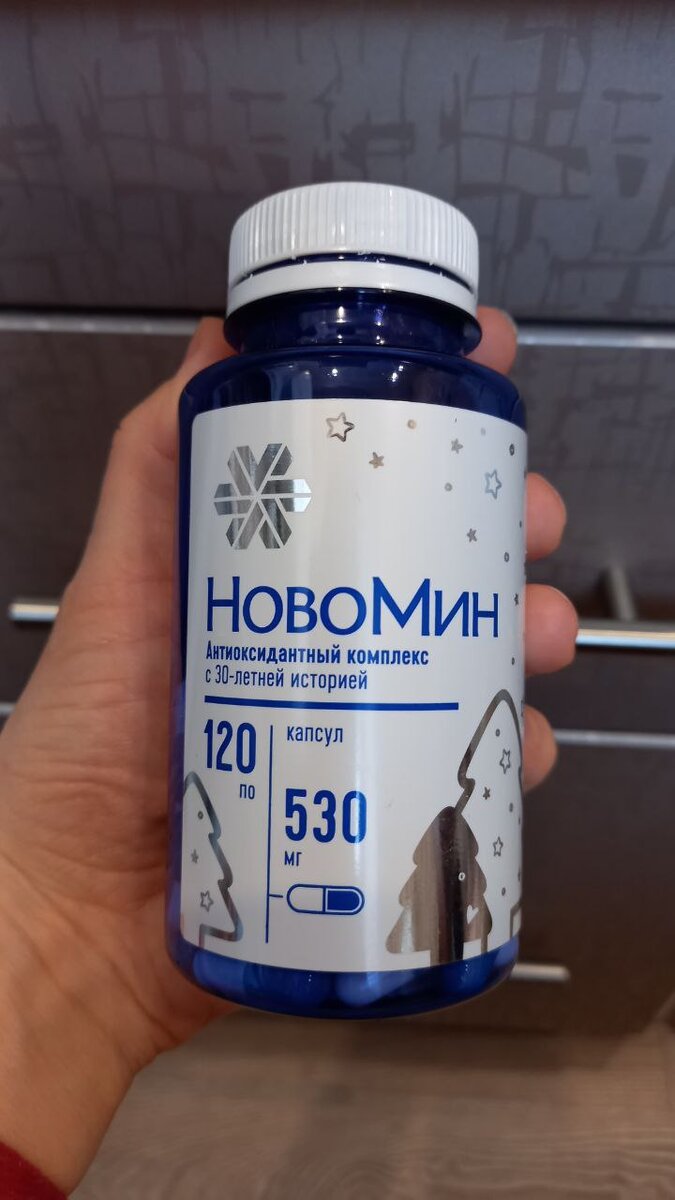 НовоМин
Антиоксидантный комплекс
с 30-летней историей
120
капсул
по
530
мг